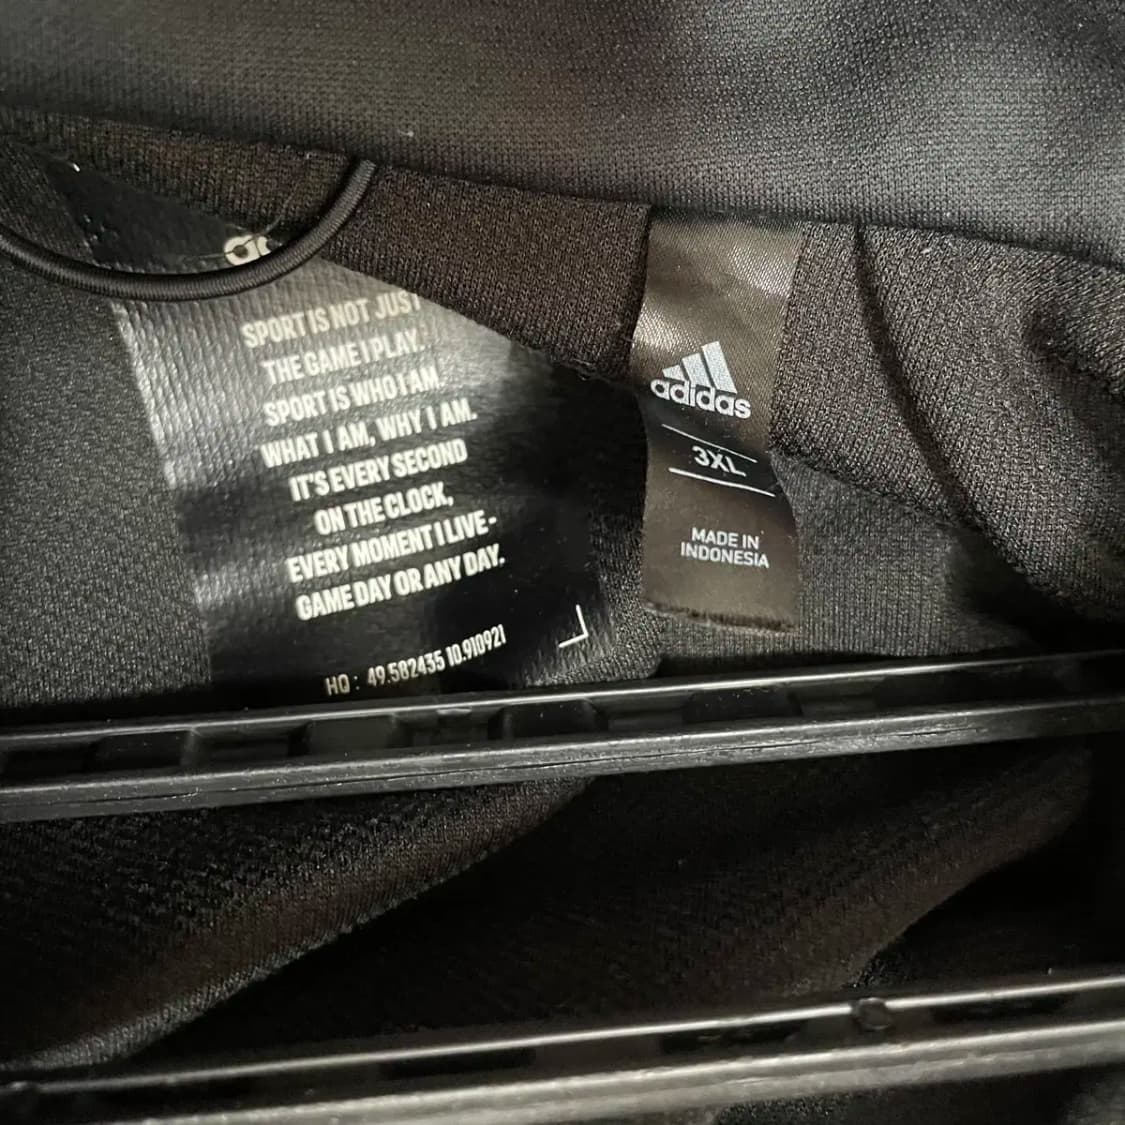 SPORT IS NOT JUST
THE GAME I PLAY.
SPORT IS WHO I AM.
WHAT I AM, WHY I AM.
IT'S EVERY SECOND
ON THE CLOCK,
EVERY MOMENT I LIVE-
GAME DAY OR ANY DAY.
HQ : 49.582435 10.910921
adidas
3XL
MADE IN
INDONESIA